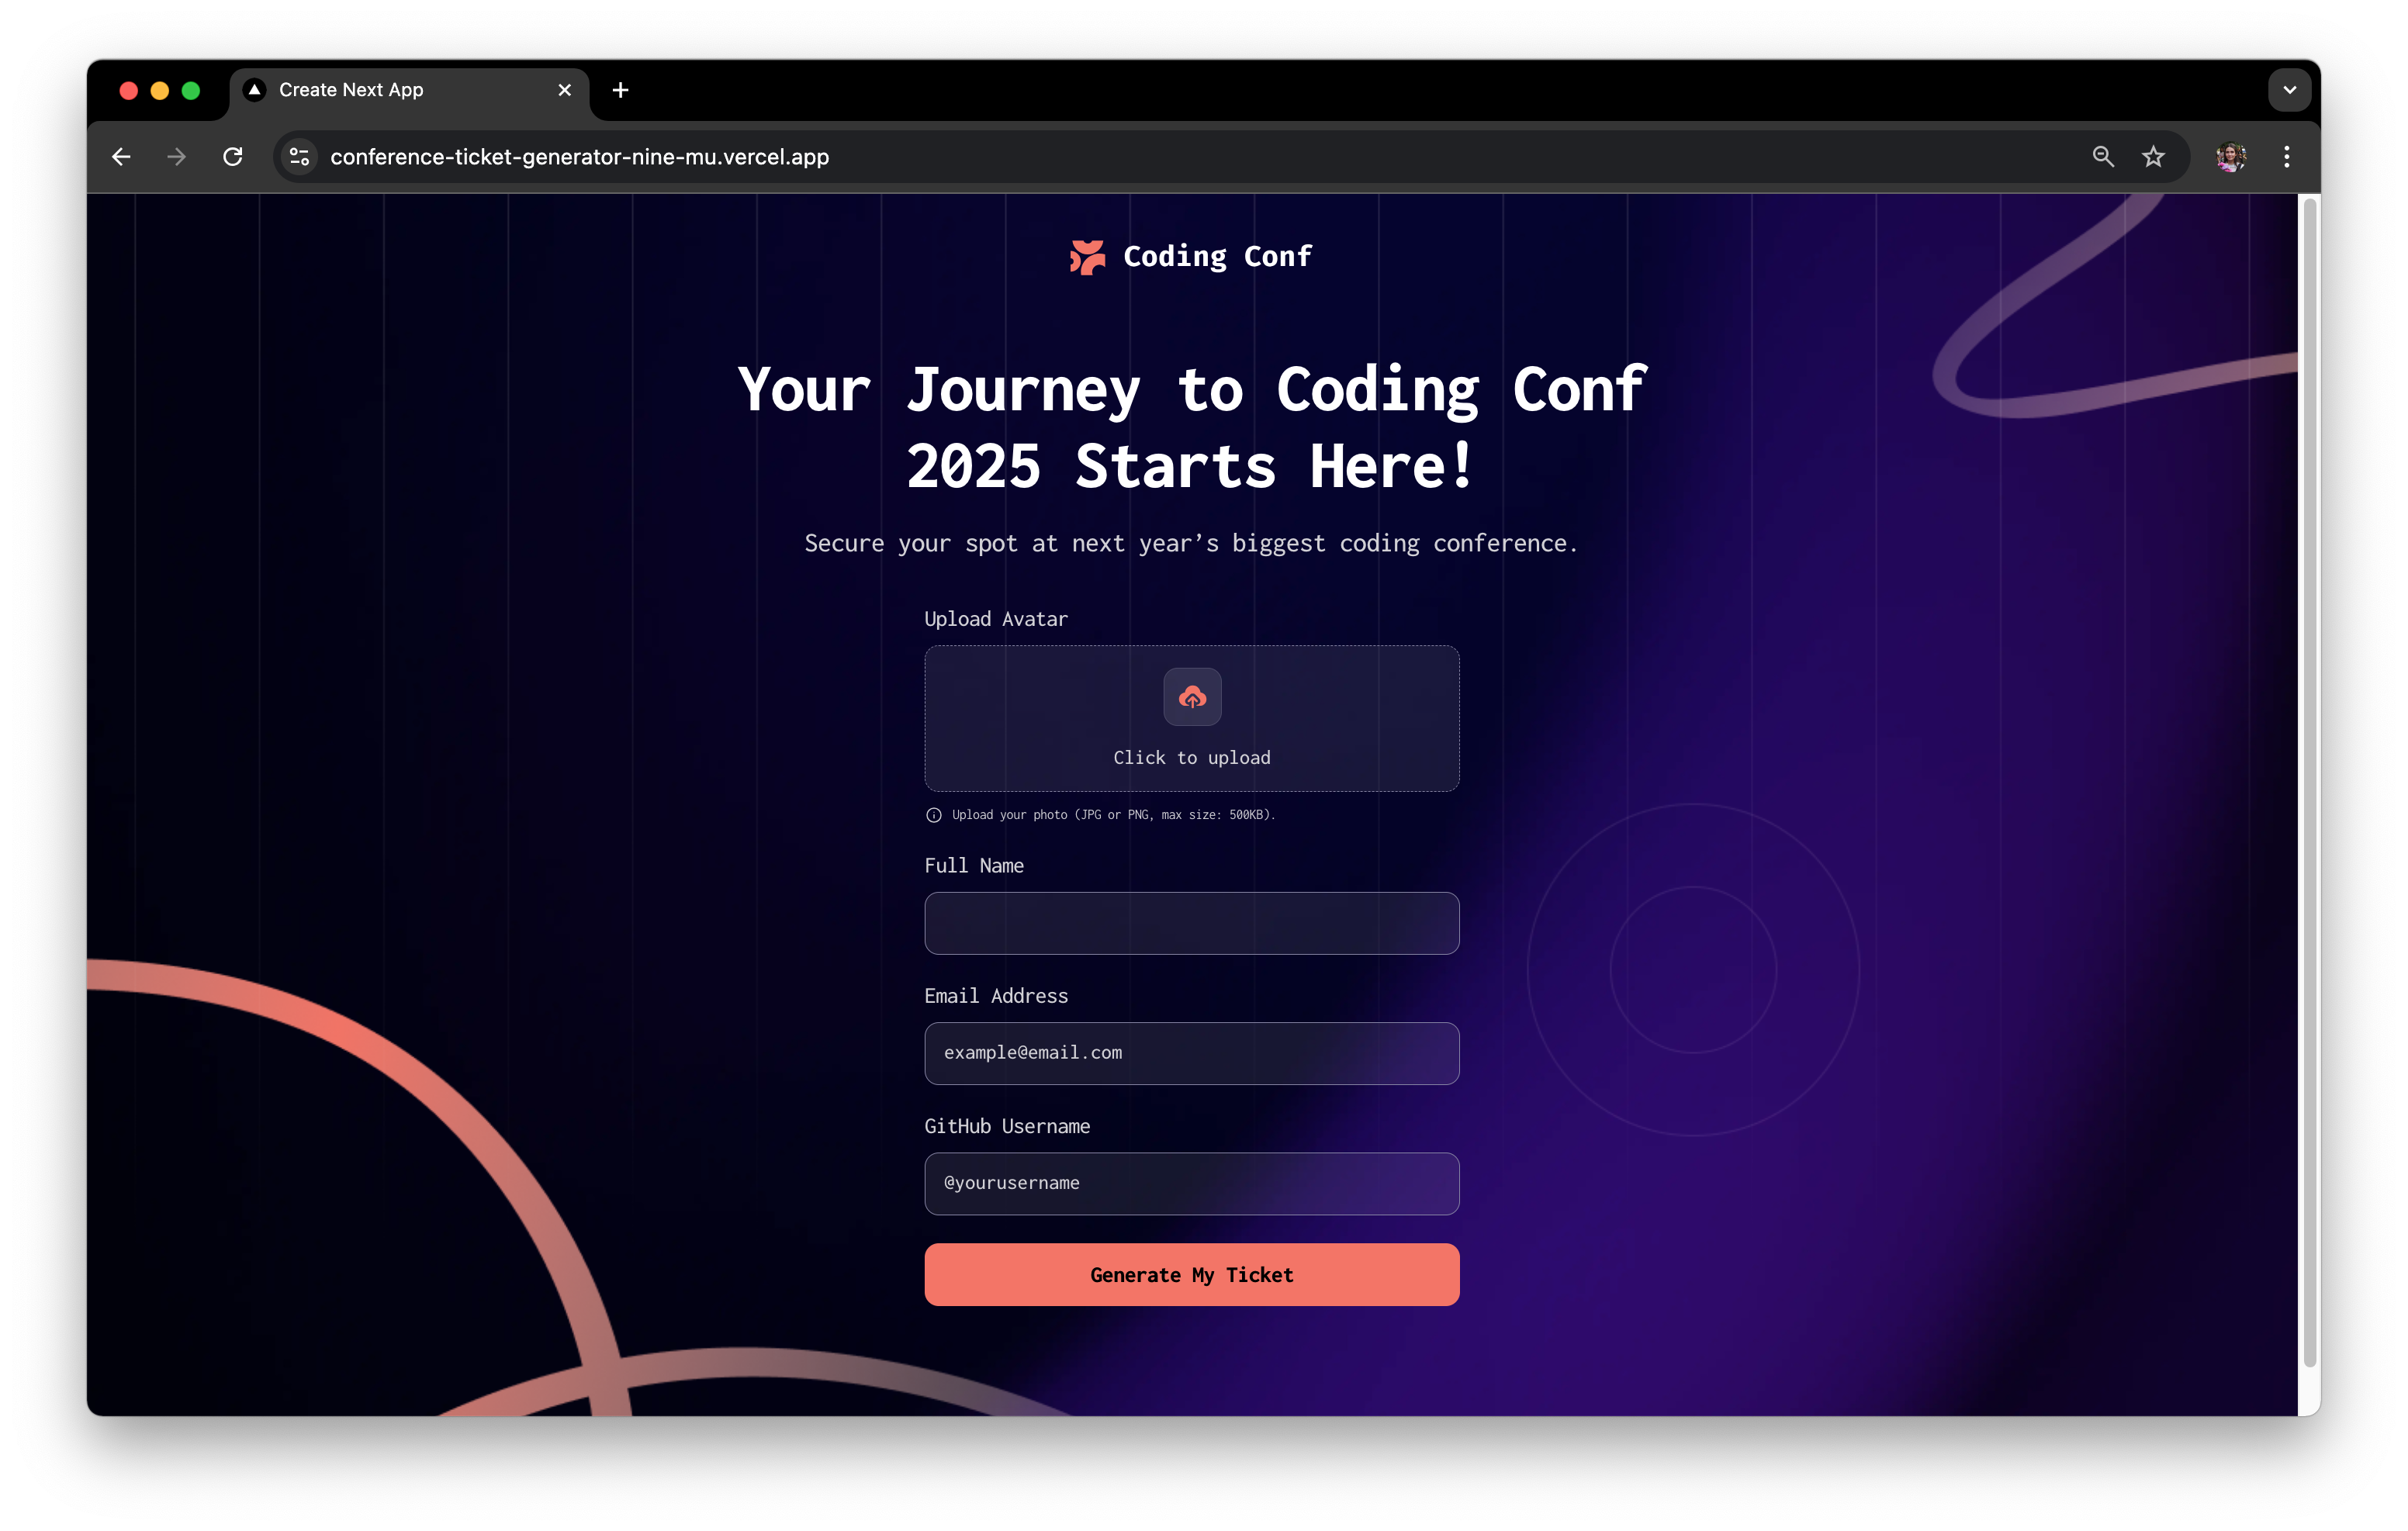 Create Next App
conference-ticket-generator-nine-mu.vercel.app
Coding Conf
Your Journey to Coding Conf
2025 Starts Here!
Secure your spot at next year’s biggest coding conference.
Upload Avatar
Click to upload
Upload your photo (JPG or PNG, max size: 500KB).
Full Name
Email Address
example@email.com
GitHub Username
@yourusername
Generate My Ticket